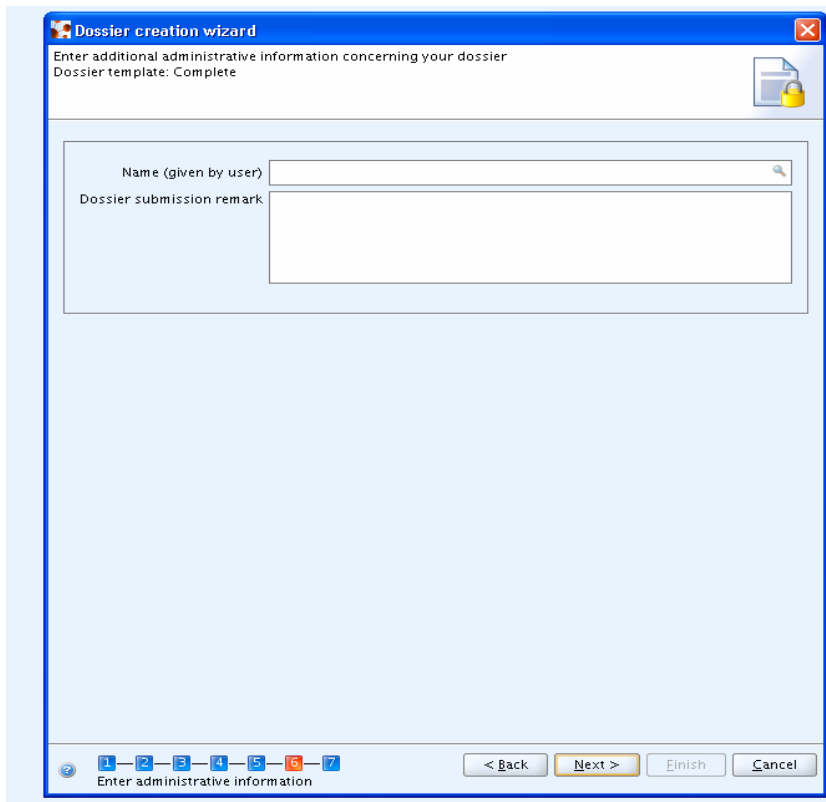 Dossier creation wizard
Enter additional administrative information concerning your dossier
Dossier template: Complete
Name (given by user)
Dossier submission remark
1 2 3 4 5 6 7
Enter administrative information
< Back Next > Finish Cancel